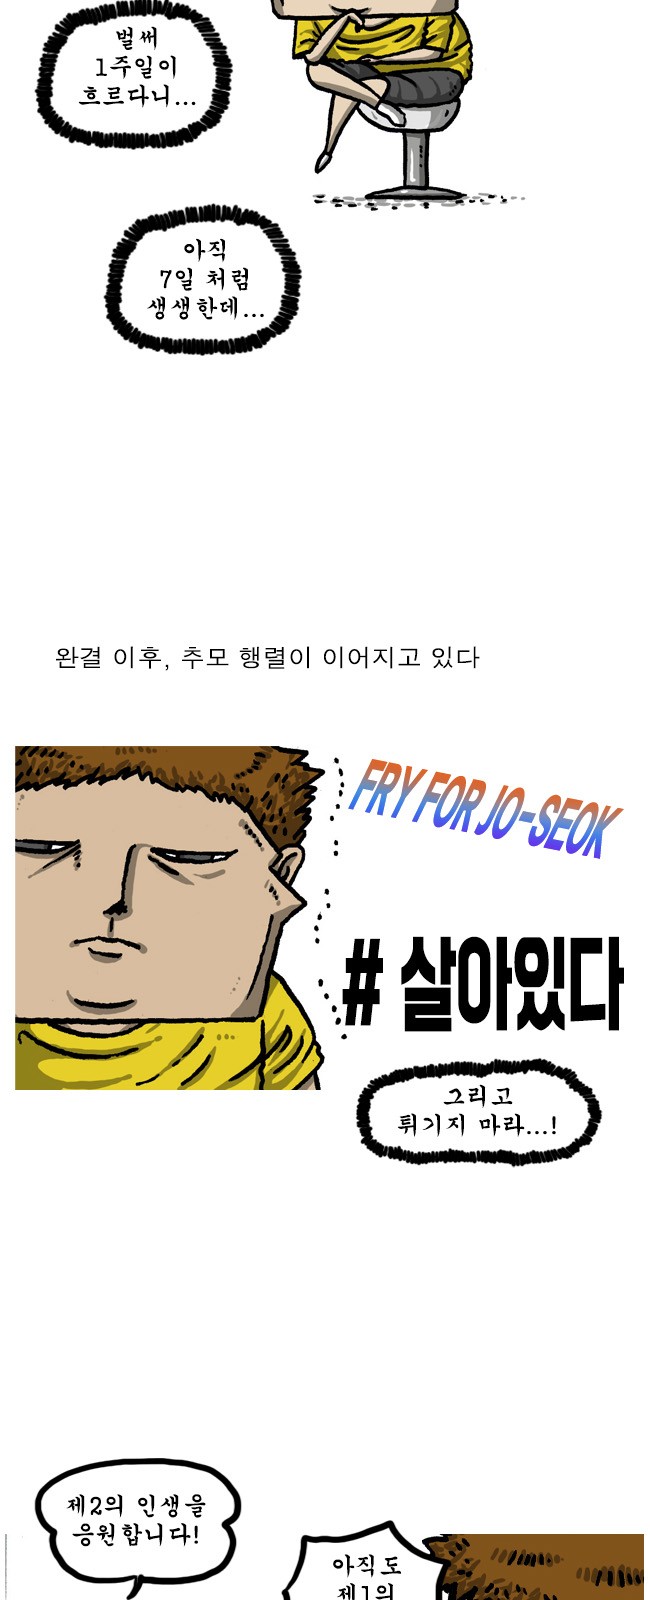 벌써
1주일이
흐르다니...
아직
7일 처럼
생생한데...
완결 이후, 추모 행렬이 이어지고 있다
FRY FOR JO-SEOK
# 살아있다
그리고
튀기지 마라...!
제2의 인생을
응원합니다!
아직도
제1의